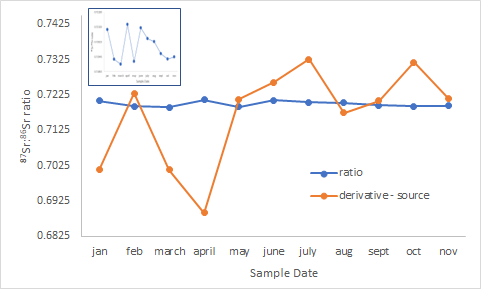 0.7425
0.7325
0.7225
0.7125
0.7025
0.6925
0.6825
⁸⁷Sr:⁸⁶Sr ratio
ratio
derivative - source
jan feb march april may june july aug sept oct nov
Sample Date